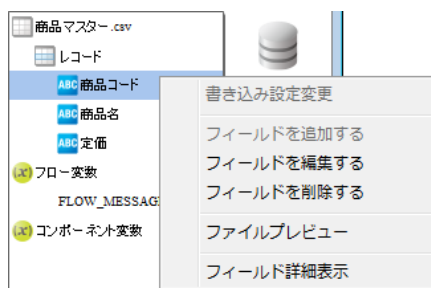 商品マスター.csv
レコード
ABC 商品コード
ABC 商品名
ABC 定価
(x) フロー変数
FLOW_MESSAG
(x) コンポーネント変数
書き込み設定変更
フィールドを追加する
フィールドを編集する
フィールドを削除する
ファイルプレビュー
フィールド詳細表示